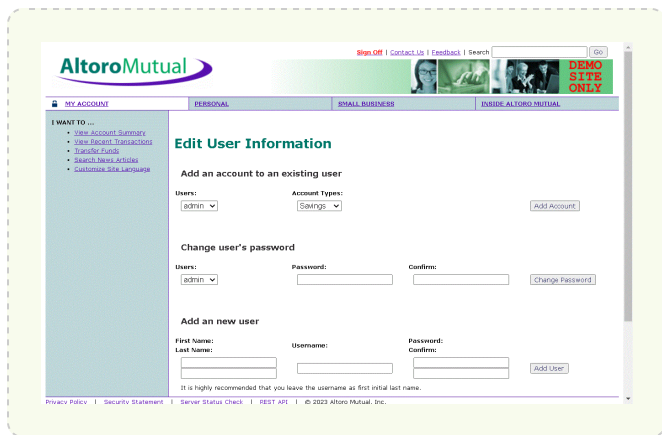 Sign Off | Contact Us | Feedback | Search Go
AltoroMutual
DEMO
SITE
ONLY
MY ACCOUNT PERSONAL SMALL BUSINESS INSIDE ALTORO MUTUAL
I WANT TO ...
• View Account Summary
• View Recent Transactions
• Transfer Funds
• Search News Articles
• Customize Site Language
Edit User Information
Add an account to an existing user
Users: Account Types:
admin Savings Add Account
Change user's password
Users: Password: Confirm:
admin Change Password
Add an new user
First Name:
Last Name:
Username:
Password:
Confirm:
Add User
It is highly recommended that you leave the username as first initial last name.
Privacy Policy | Security Statement | Server Status Check | REST API | © 2023 Altoro Mutual, Inc.